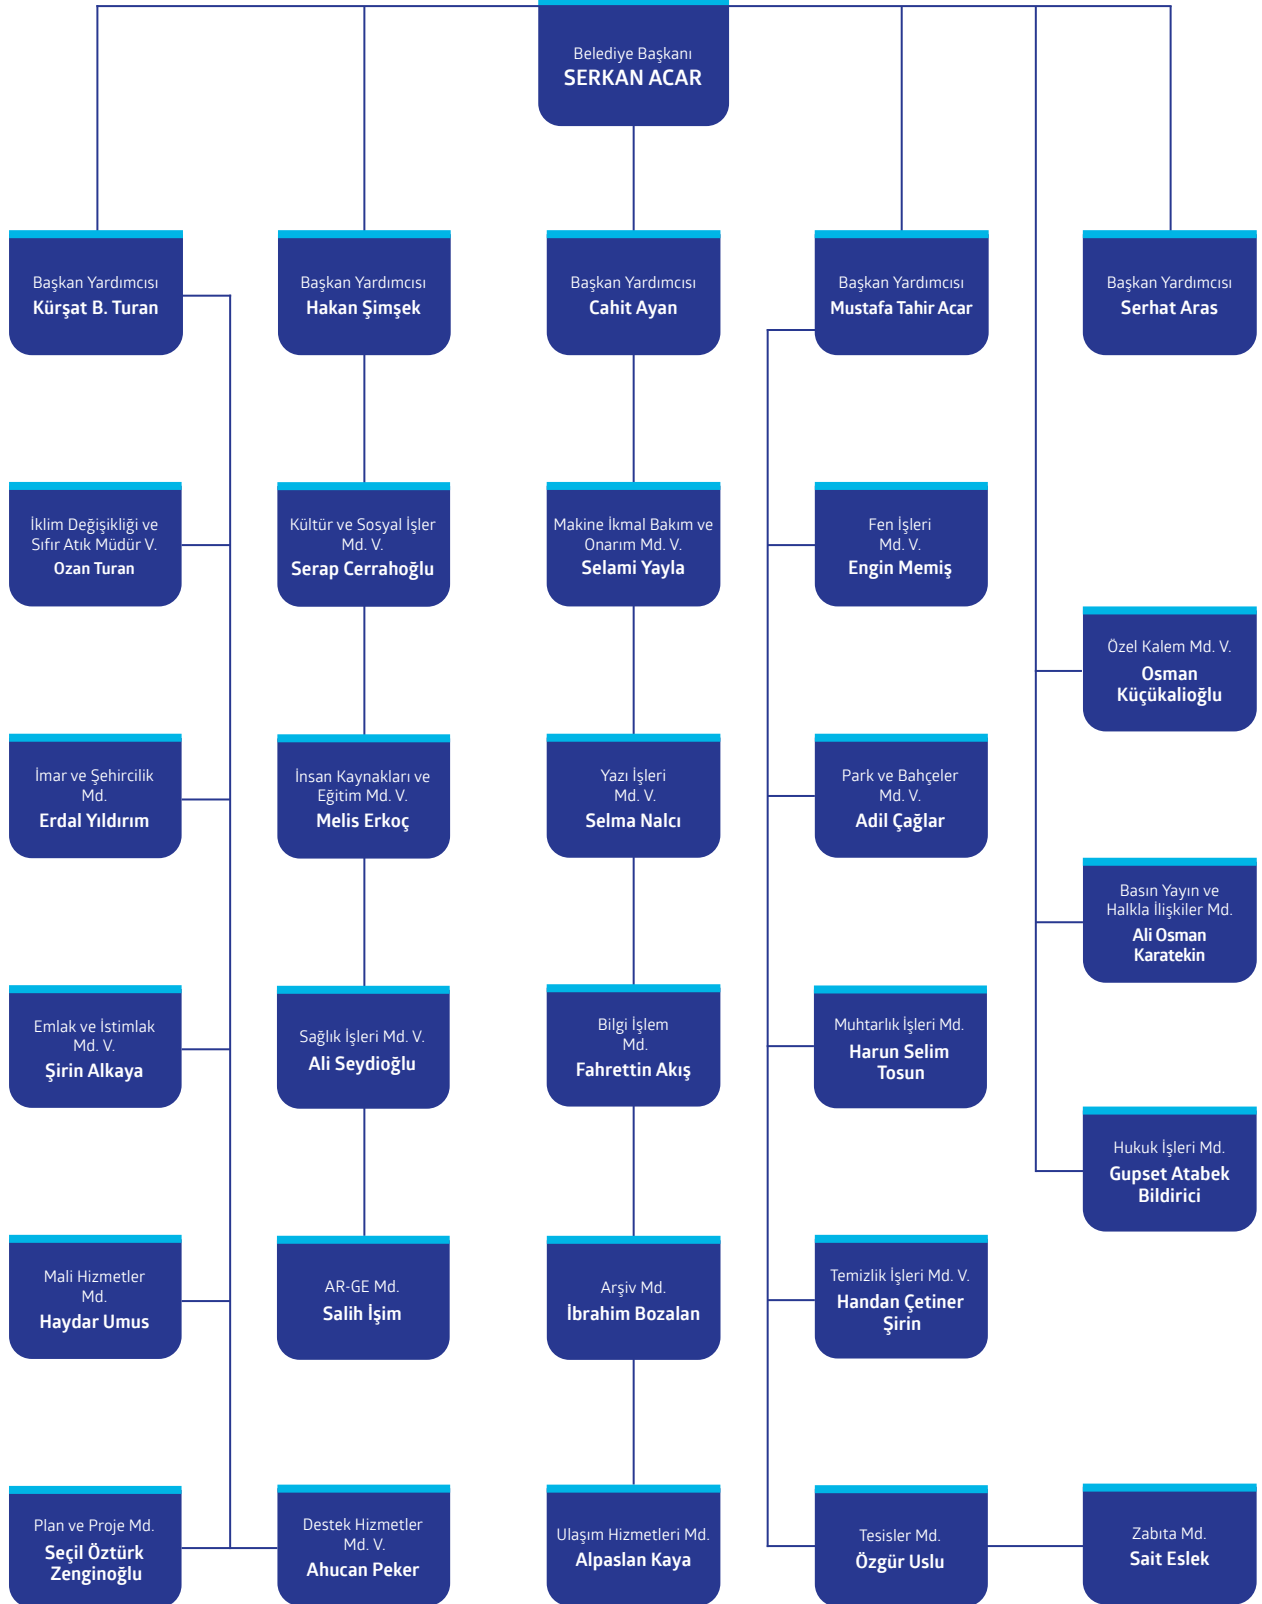 Belediye Başkanı
SERKAN ACAR
Başkan Yardımcısı
Kürşat B. Turan
Başkan Yardımcısı
Hakan Şimşek
Başkan Yardımcısı
Cahit Ayan
Başkan Yardımcısı
Mustafa Tahir Acar
Başkan Yardımcısı
Serhat Aras
İklim Değişikliği ve
Sıfır Atık Müdür V.
Ozan Turan
Kültür ve Sosyal İşler
Md. V.
Serap Cerrahoğlu
Makine İkmal Bakım ve
Onarım Md. V.
Selami Yayla
Fen İşleri
Md. V.
Engin Memiş
Özel Kalem Md. V.
Osman
Küçükalioğlu
İmar ve Şehircilik
Md.
Erdal Yıldırım
İnsan Kaynakları ve
Eğitim Md. V.
Melis Erkoç
Yazı İşleri
Md. V.
Selma Nalcı
Park ve Bahçeler
Md. V.
Adil Çağlar
Basın Yayın ve
Halkla İlişkiler Md.
Ali Osman
Karatekin
Emlak ve İstimlak
Md. V.
Şirin Alkaya
Sağlık İşleri Md. V.
Ali Seydioğlu
Bilgi İşlem
Md.
Fahrettin Akış
Muhtarlık İşleri Md.
Harun Selim
Tosun
Hukuk İşleri Md.
Gupset Atabek
Bildirici
Mali Hizmetler
Md.
Haydar Umus
AR-GE Md.
Salih İşim
Arşiv Md.
İbrahim Bozalan
Temizlik İşleri Md. V.
Handan Çetiner
Şirin
Plan ve Proje Md.
Seçil Öztürk
Zenginoğlu
Destek Hizmetler
Md. V.
Ahucan Peker
Ulaşım Hizmetleri Md.
Alpaslan Kaya
Tesisler Md.
Özgür Uslu
Zabıta Md.
Sait Eslek